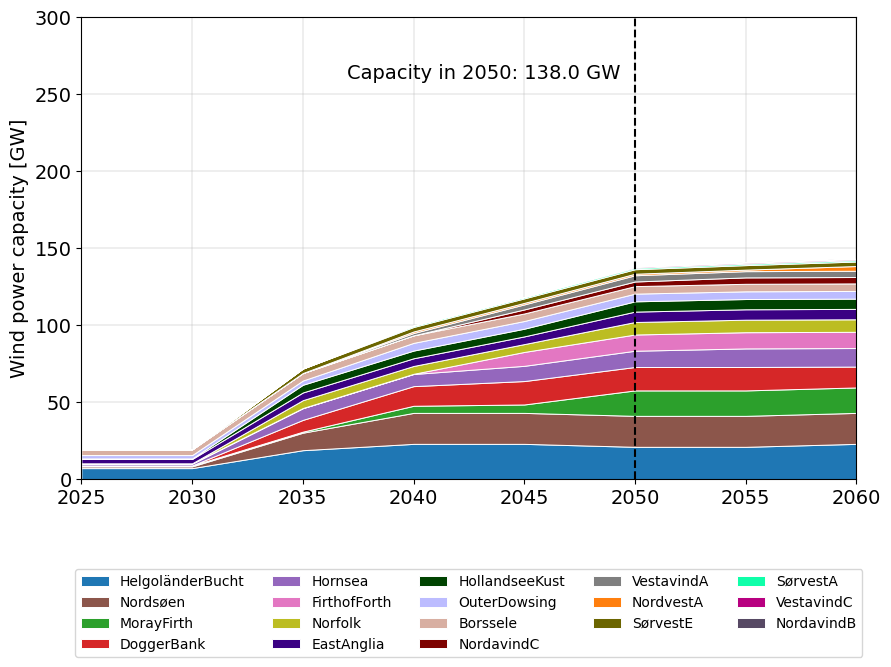 300
Capacity in 2050: 138.0 GW
250
200
150
100
50
0
Wind power capacity [GW]
2025 2030 2035 2040 2045 2050 2055 2060
HelgoländerBucht Hornsea HollandseeKust VestavindA SørvestA
Nordsøen FirthofForth OuterDowsing NordvestA VestavindC
MorayFirth Norfolk Borssele SørvestE NordavindB
DoggerBank EastAnglia NordavindC